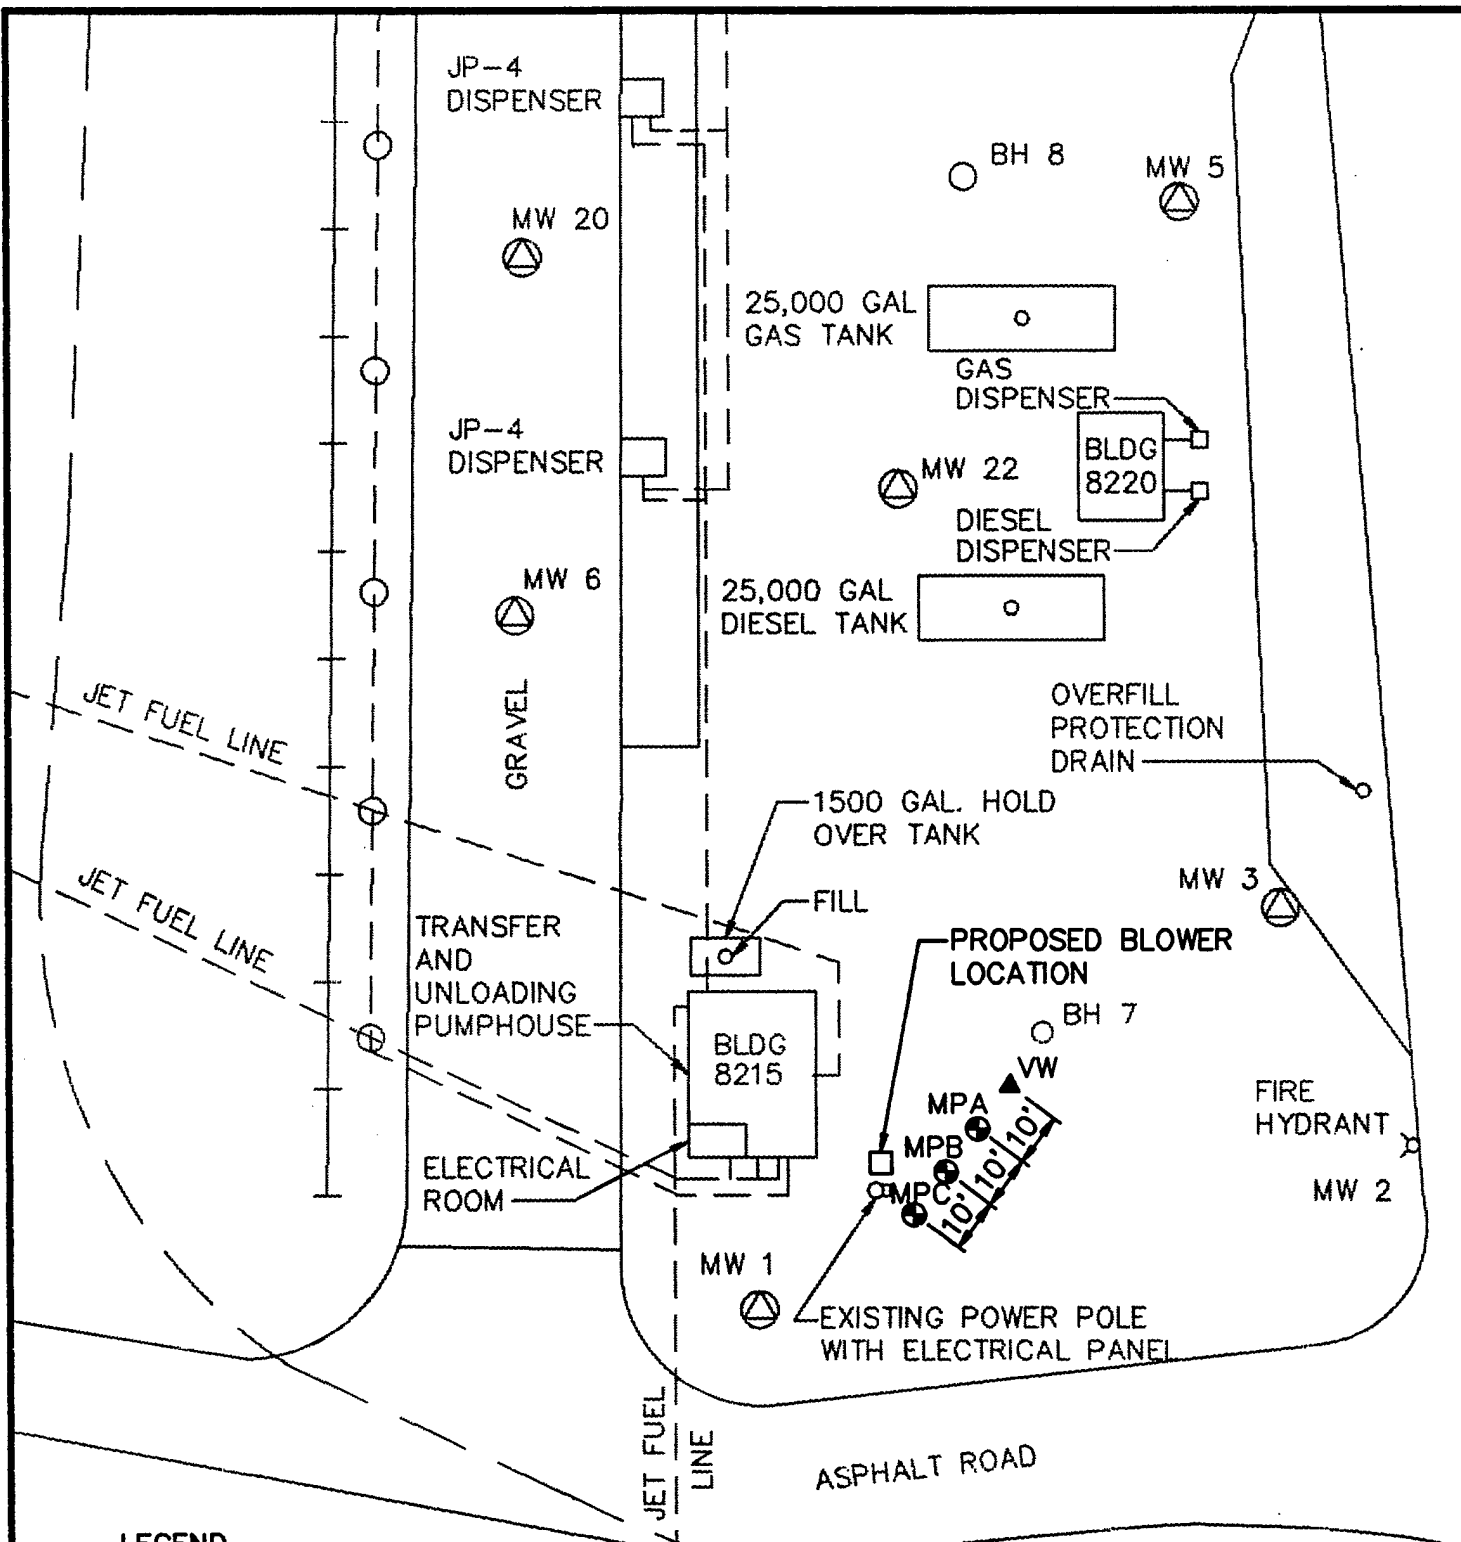 JP-4
DISPENSER
BH 8
MW 5
MW 20
25,000 GAL
GAS TANK
GAS
DISPENSER
JP-4
DISPENSER
BLDG
8220
MW 22
DIESEL
DISPENSER
MW 6
25,000 GAL
DIESEL TANK
JET FUEL LINE
GRAVEL
OVERFILL
PROTECTION
DRAIN
1500 GAL. HOLD
OVER TANK
JET FUEL LINE
MW 3
FILL
TRANSFER
AND
UNLOADING
PUMPHOUSE
PROPOSED BLOWER
LOCATION
BH 7
BLDG
8215
VW
MPA
FIRE
HYDRANT
10'
MPB
10'
ELECTRICAL
ROOM
MPC
10'
MW 2
MW 1
EXISTING POWER POLE
WITH ELECTRICAL PANEL
JET FUEL
LINE
ASPHALT ROAD
LEGEND